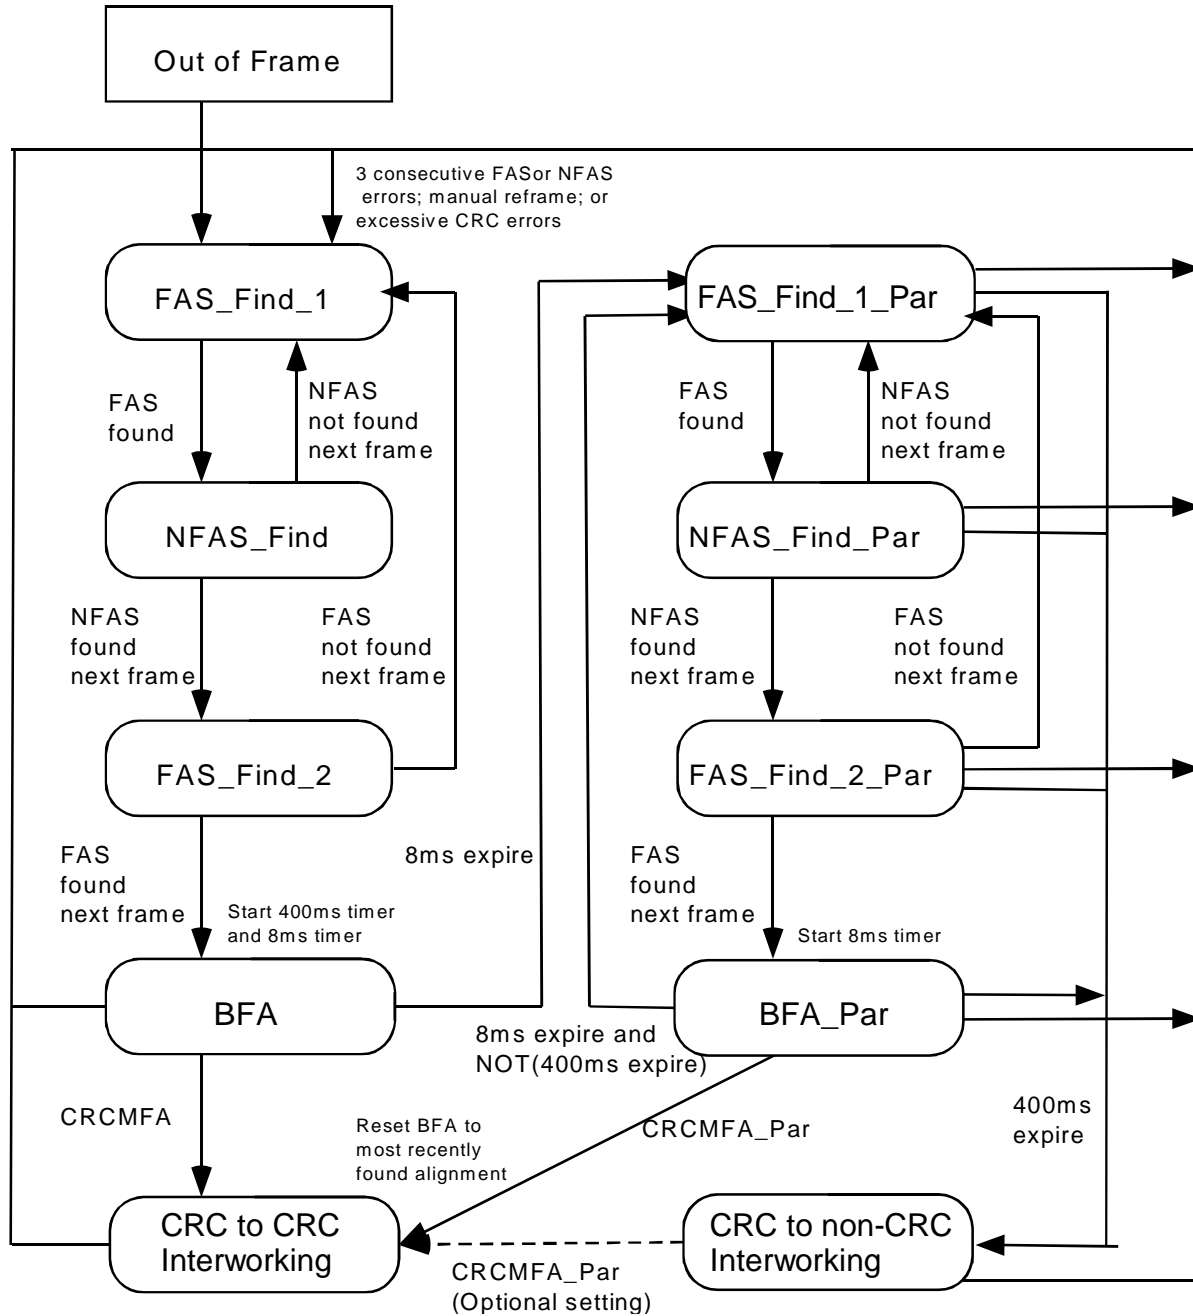 Out of Frame
3 consecutive FASor NFAS
errors; manual reframe; or
excessive CRC errors
FAS_Find_1
FAS_Find_1_Par
FAS
found
NFAS
not found
next frame
FAS
found
NFAS
not found
next frame
NFAS_Find
NFAS_Find_Par
NFAS
found
next frame
FAS
not found
next frame
NFAS
found
next frame
FAS
not found
next frame
FAS_Find_2
FAS_Find_2_Par
FAS
found
next frame
8ms expire
FAS
found
next frame
Start 400ms timer
and 8ms timer
Start 8ms timer
BFA
BFA_Par
8ms expire and
NOT(400ms expire)
CRCMFA
Reset BFA to
most recently
found alignment
CRCMFA_Par
400ms
expire
CRC to CRC
Interworking
CRC to non-CRC
Interworking
CRCMFA_Par
(Optional setting)